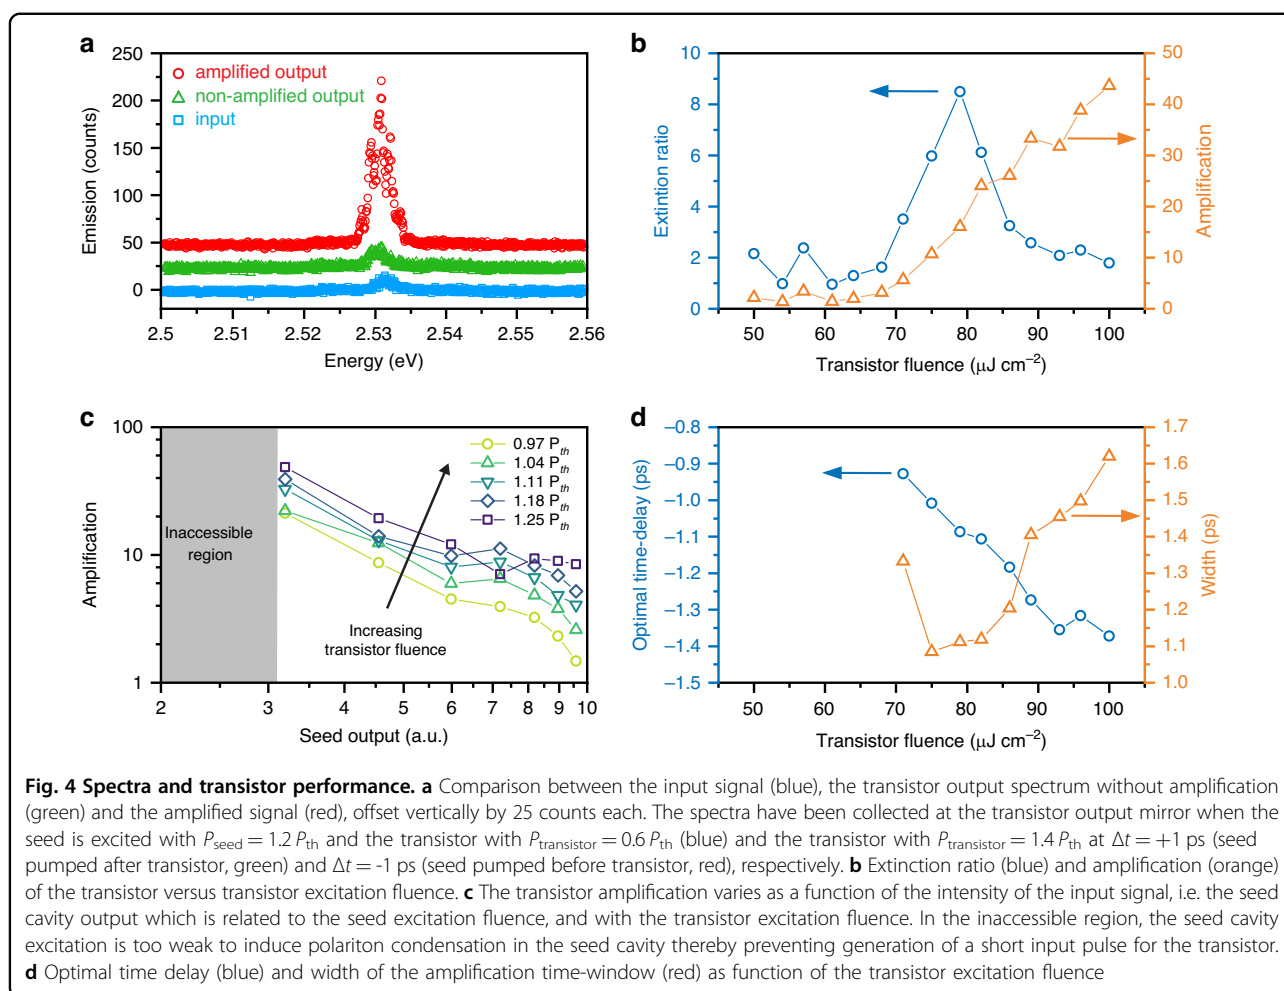 a
250
200
150
100
50
0
Emission (counts)
amplified output
non-amplified output
input
2.5
2.51
2.53
2.54
2.55
2.56
Energy (eV)
b
10
8
6
4
2
0
Extintion ratio
50
40
30
20
10
0
Amplification
50
60
70
80
90
100
Transistor fluence (μJ cm−2)
c
100
10
1
Amplification
Inaccessible
region
0.97 Pth
1.04 Pth
1.11 Pth
1.18 Pth
1.25 Pth
Increasing
transistor fluence
2
3
4
5
6
7
8
9
10
Seed output (a.u.)
d
−0.8
−0.9
−1.0
−1.1
−1.2
−1.3
−1.4
−1.5
Optimal time-delay (ps)
1.7
1.6
1.5
1.4
1.3
1.2
1.1
1.0
Width (ps)
50
60
70
80
90
100
Transistor fluence (μJ cm−2)
Fig. 4 Spectra and transistor performance. a Comparison between the input signal (blue), the transistor output spectrum without amplification
(green) and the amplified signal (red), offset vertically by 25 counts each. The spectra have been collected at the transistor output mirror when the
seed is excited with Pseed = 1.2 Pth and the transistor with Ptransistor = 0.6 Pth (blue) and the transistor with Ptransistor = 1.4 Pth at Δt = +1 ps (seed
pumped after transistor, green) and Δt = -1 ps (seed pumped before transistor, red), respectively. b Extinction ratio (blue) and amplification (orange)
of the transistor versus transistor excitation fluence. c The transistor amplification varies as a function of the intensity of the input signal, i.e. the seed
cavity output which is related to the seed excitation fluence, and with the transistor excitation fluence. In the inaccessible region, the seed cavity
excitation is too weak to induce polariton condensation in the seed cavity thereby preventing generation of a short input pulse for the transistor.
d Optimal time delay (blue) and width of the amplification time-window (red) as function of the transistor excitation fluence